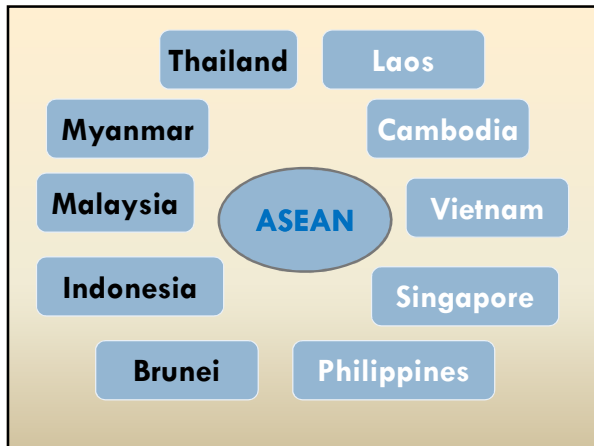 Thailand
Laos
Myanmar
Cambodia
Malaysia
ASEAN
Vietnam
Indonesia
Singapore
Brunei
Philippines